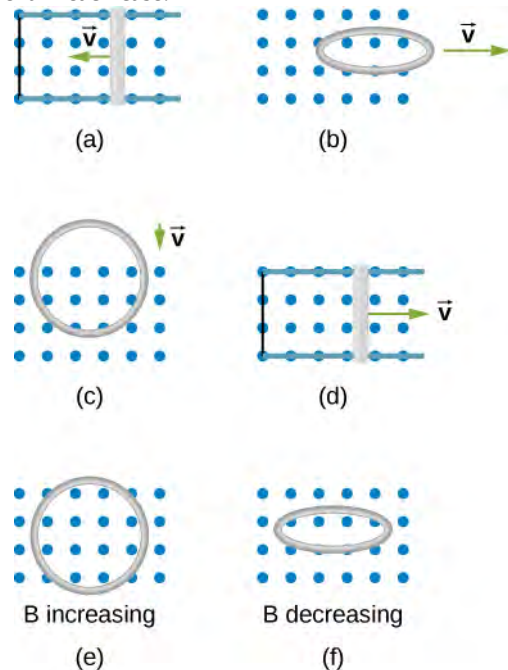 v
v
(a)
(b)
v
v
(c)
(d)
B increasing
B decreasing
(e)
(f)